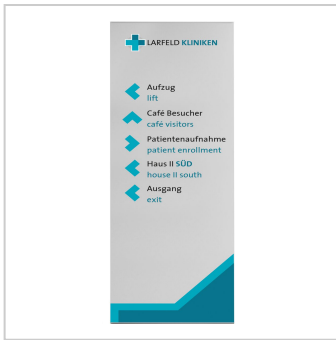 LARFELD KLINIKEN
Aufzug
lift
Café Besucher
café visitors
Patientenaufnahme
patient enrollment
Haus II SÜD
house II south
Ausgang
exit